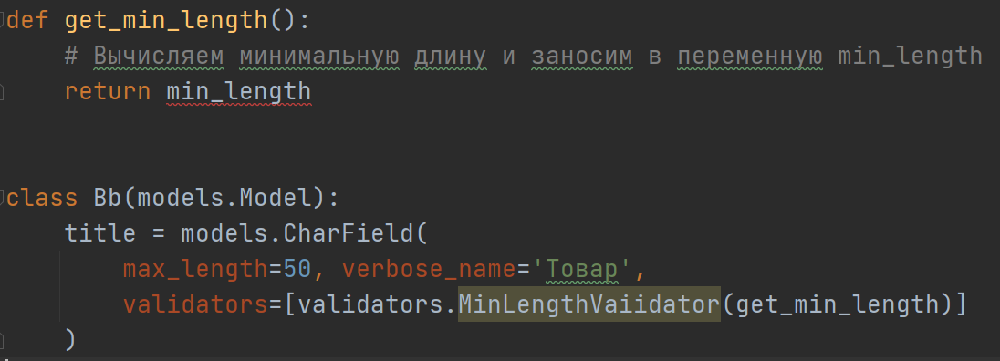 def get_min_length():
# Вычисляем минимальную длину и заносим в переменную min_length
return min_length
class Bb(models.Model):
title = models.CharField(
max_length=50, verbose_name='Товар',
validators=[validators.MinLengthVaiidator(get_min_length)]
)